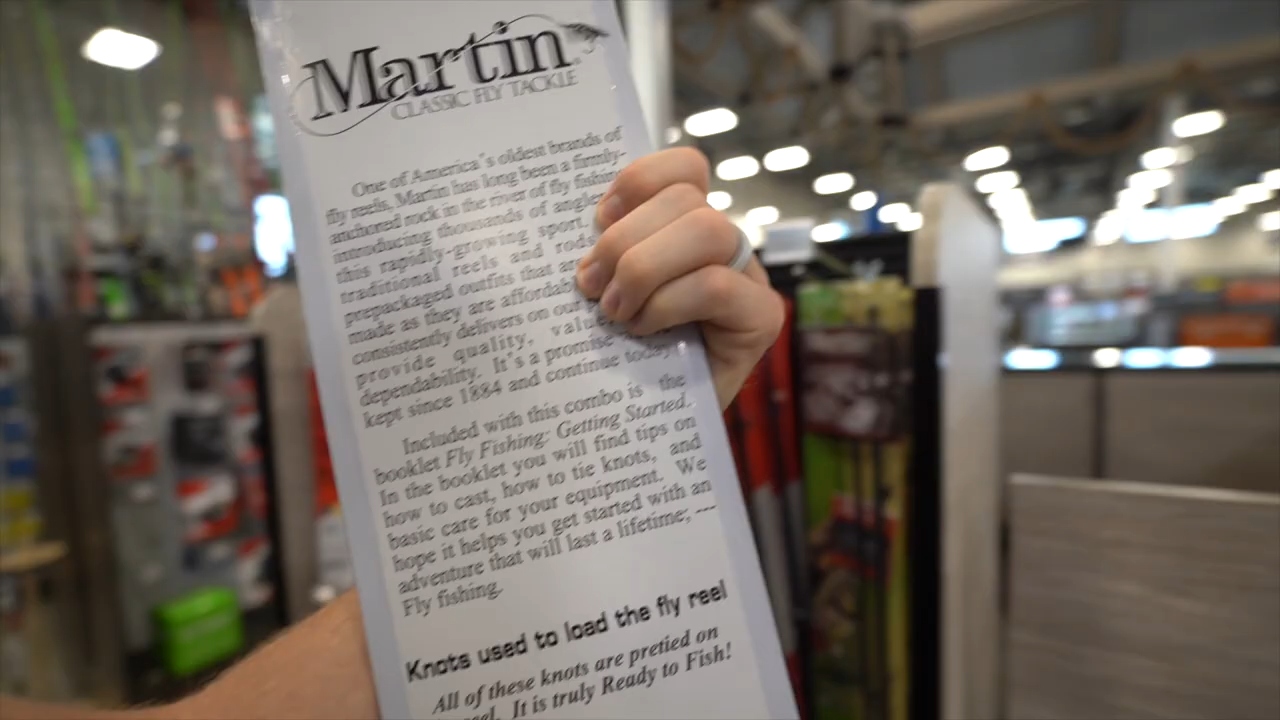 Martin
CLASSIC FLY TACKLE
One of America's oldest brands of
fly reels, Martin has long been a firmly-
anchored rock in the river of fly fishing
introducing thousands of angle
this rapidly-growing sport.
traditional reels and rods
prepackaged outfits that are
made as they are affordab
consistently delivers on our
provide quality, value
dependability. It's a promise
kept since 1884 and continue today
Included with this combo is the
booklet Fly Fishing: Getting Started.
In the booklet you will find tips on
how to cast, how to tie knots, and
basic care for your equipment. We
hope it helps you get started with an
adventure that will last a lifetime; ---
Fly fishing.
Knots used to load the fly reel
All of these knots are pretied on
reel. It is truly Ready to Fish!